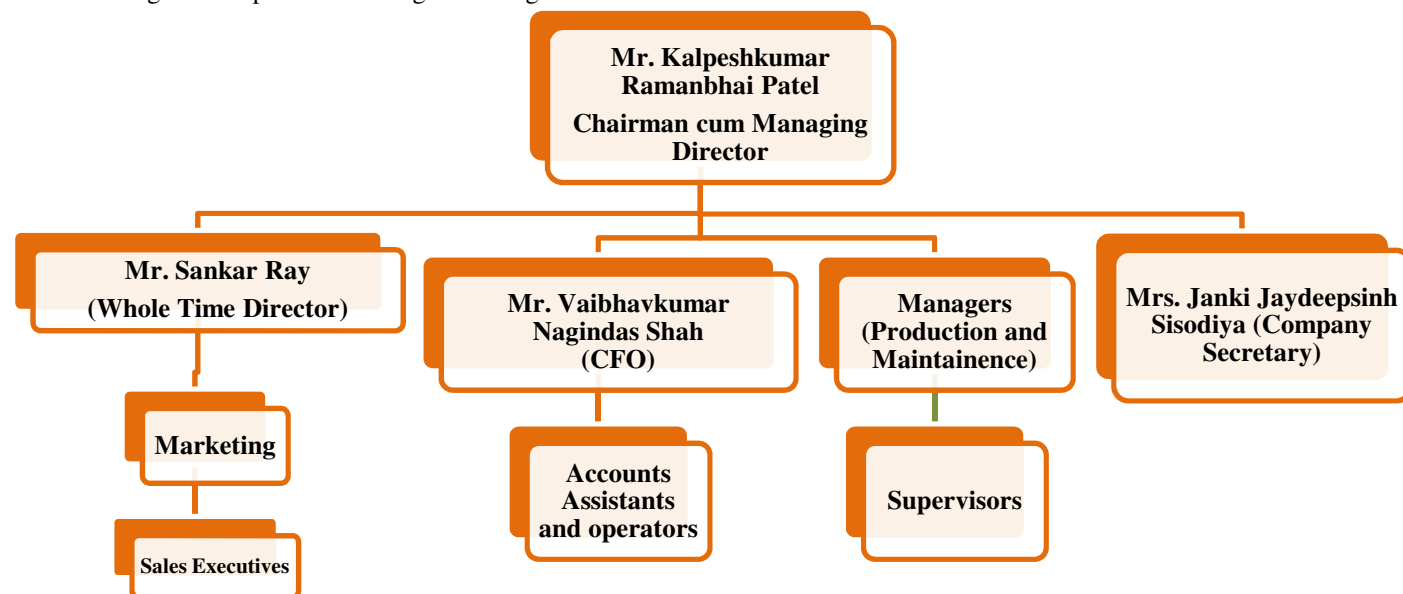 Mr. Kalpeshkumar
Ramanbhai Patel
Chairman cum Managing
Director
Mr. Sankar Ray
(Whole Time Director)
Mr. Vaibhavkumar
Nagindas Shah
(CFO)
Managers
(Production and
Maintainence)
Mrs. Janki Jaydeepsinh
Sisodiya (Company
Secretary)
Marketing
Accounts
Assistants
and operators
Supervisors
Sales Executives